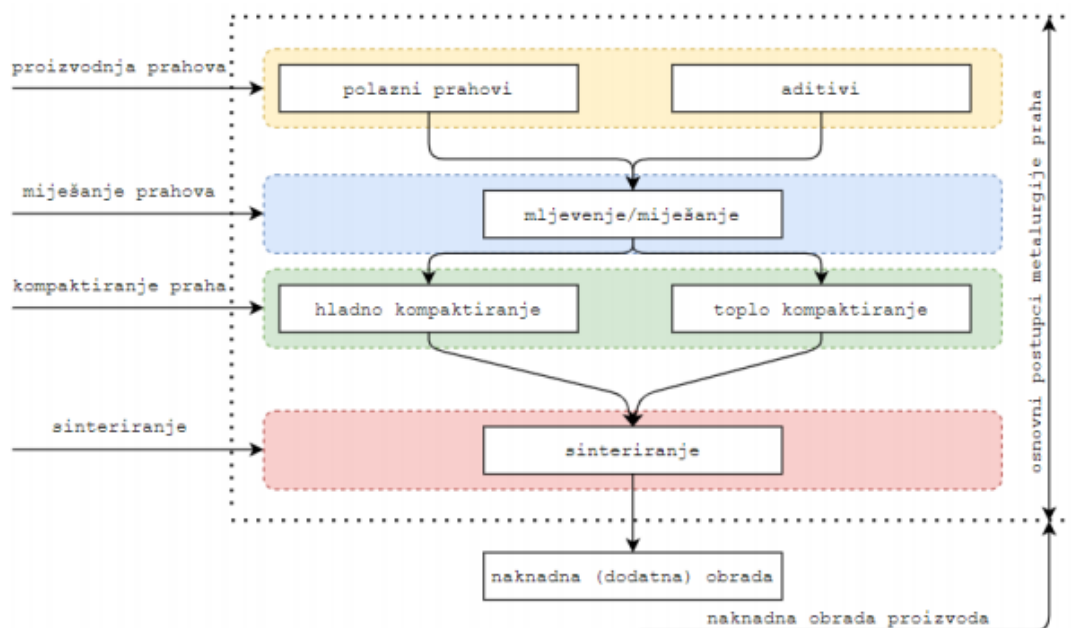 proizvodnja prahova
polazni prahovi
aditivi
miješanje prahova
mljevenje/miješanje
kompaktiranje praha
hladno kompaktiranje
toplo kompaktiranje
sinteriranje
sinteriranje
osnovni postupci metalurgije praha
naknadna (dodatna) obrada
naknadna obrada proizvoda